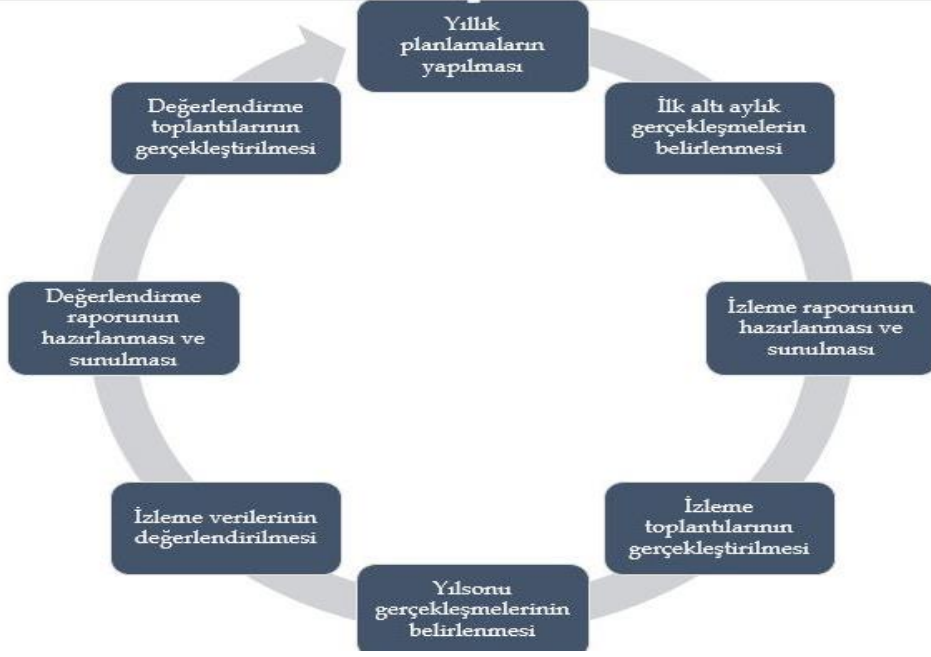 Yıllık
planlamaların
yapılması
İlk altı aylık
gerçekleşmelerin
belirlenmesi
İzleme raporunun
hazırlanması ve
sunulması
İzleme
toplantılarının
gerçekleştirilmesi
Yılsonu
gerçekleşmelerinin
belirlenmesi
İzleme verilerinin
değerlendirilmesi
Değerlendirme
raporunun
hazırlanması ve
sunulması
Değerlendirme
toplantılarının
gerçekleştirilmesi